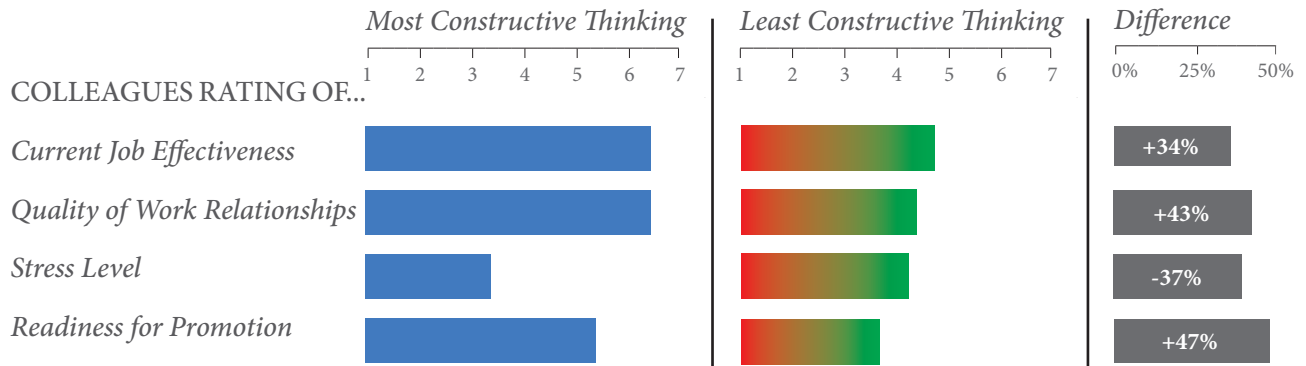 Most Constructive Thinking Least Constructive Thinking Difference
1 2 3 4 5 6 7 1 2 3 4 5 6 7 0% 25% 50%
COLLEAGUES RATING OF...
Current Job Effectiveness +34%
Quality of Work Relationships +43%
Stress Level -37%
Readiness for Promotion +47%